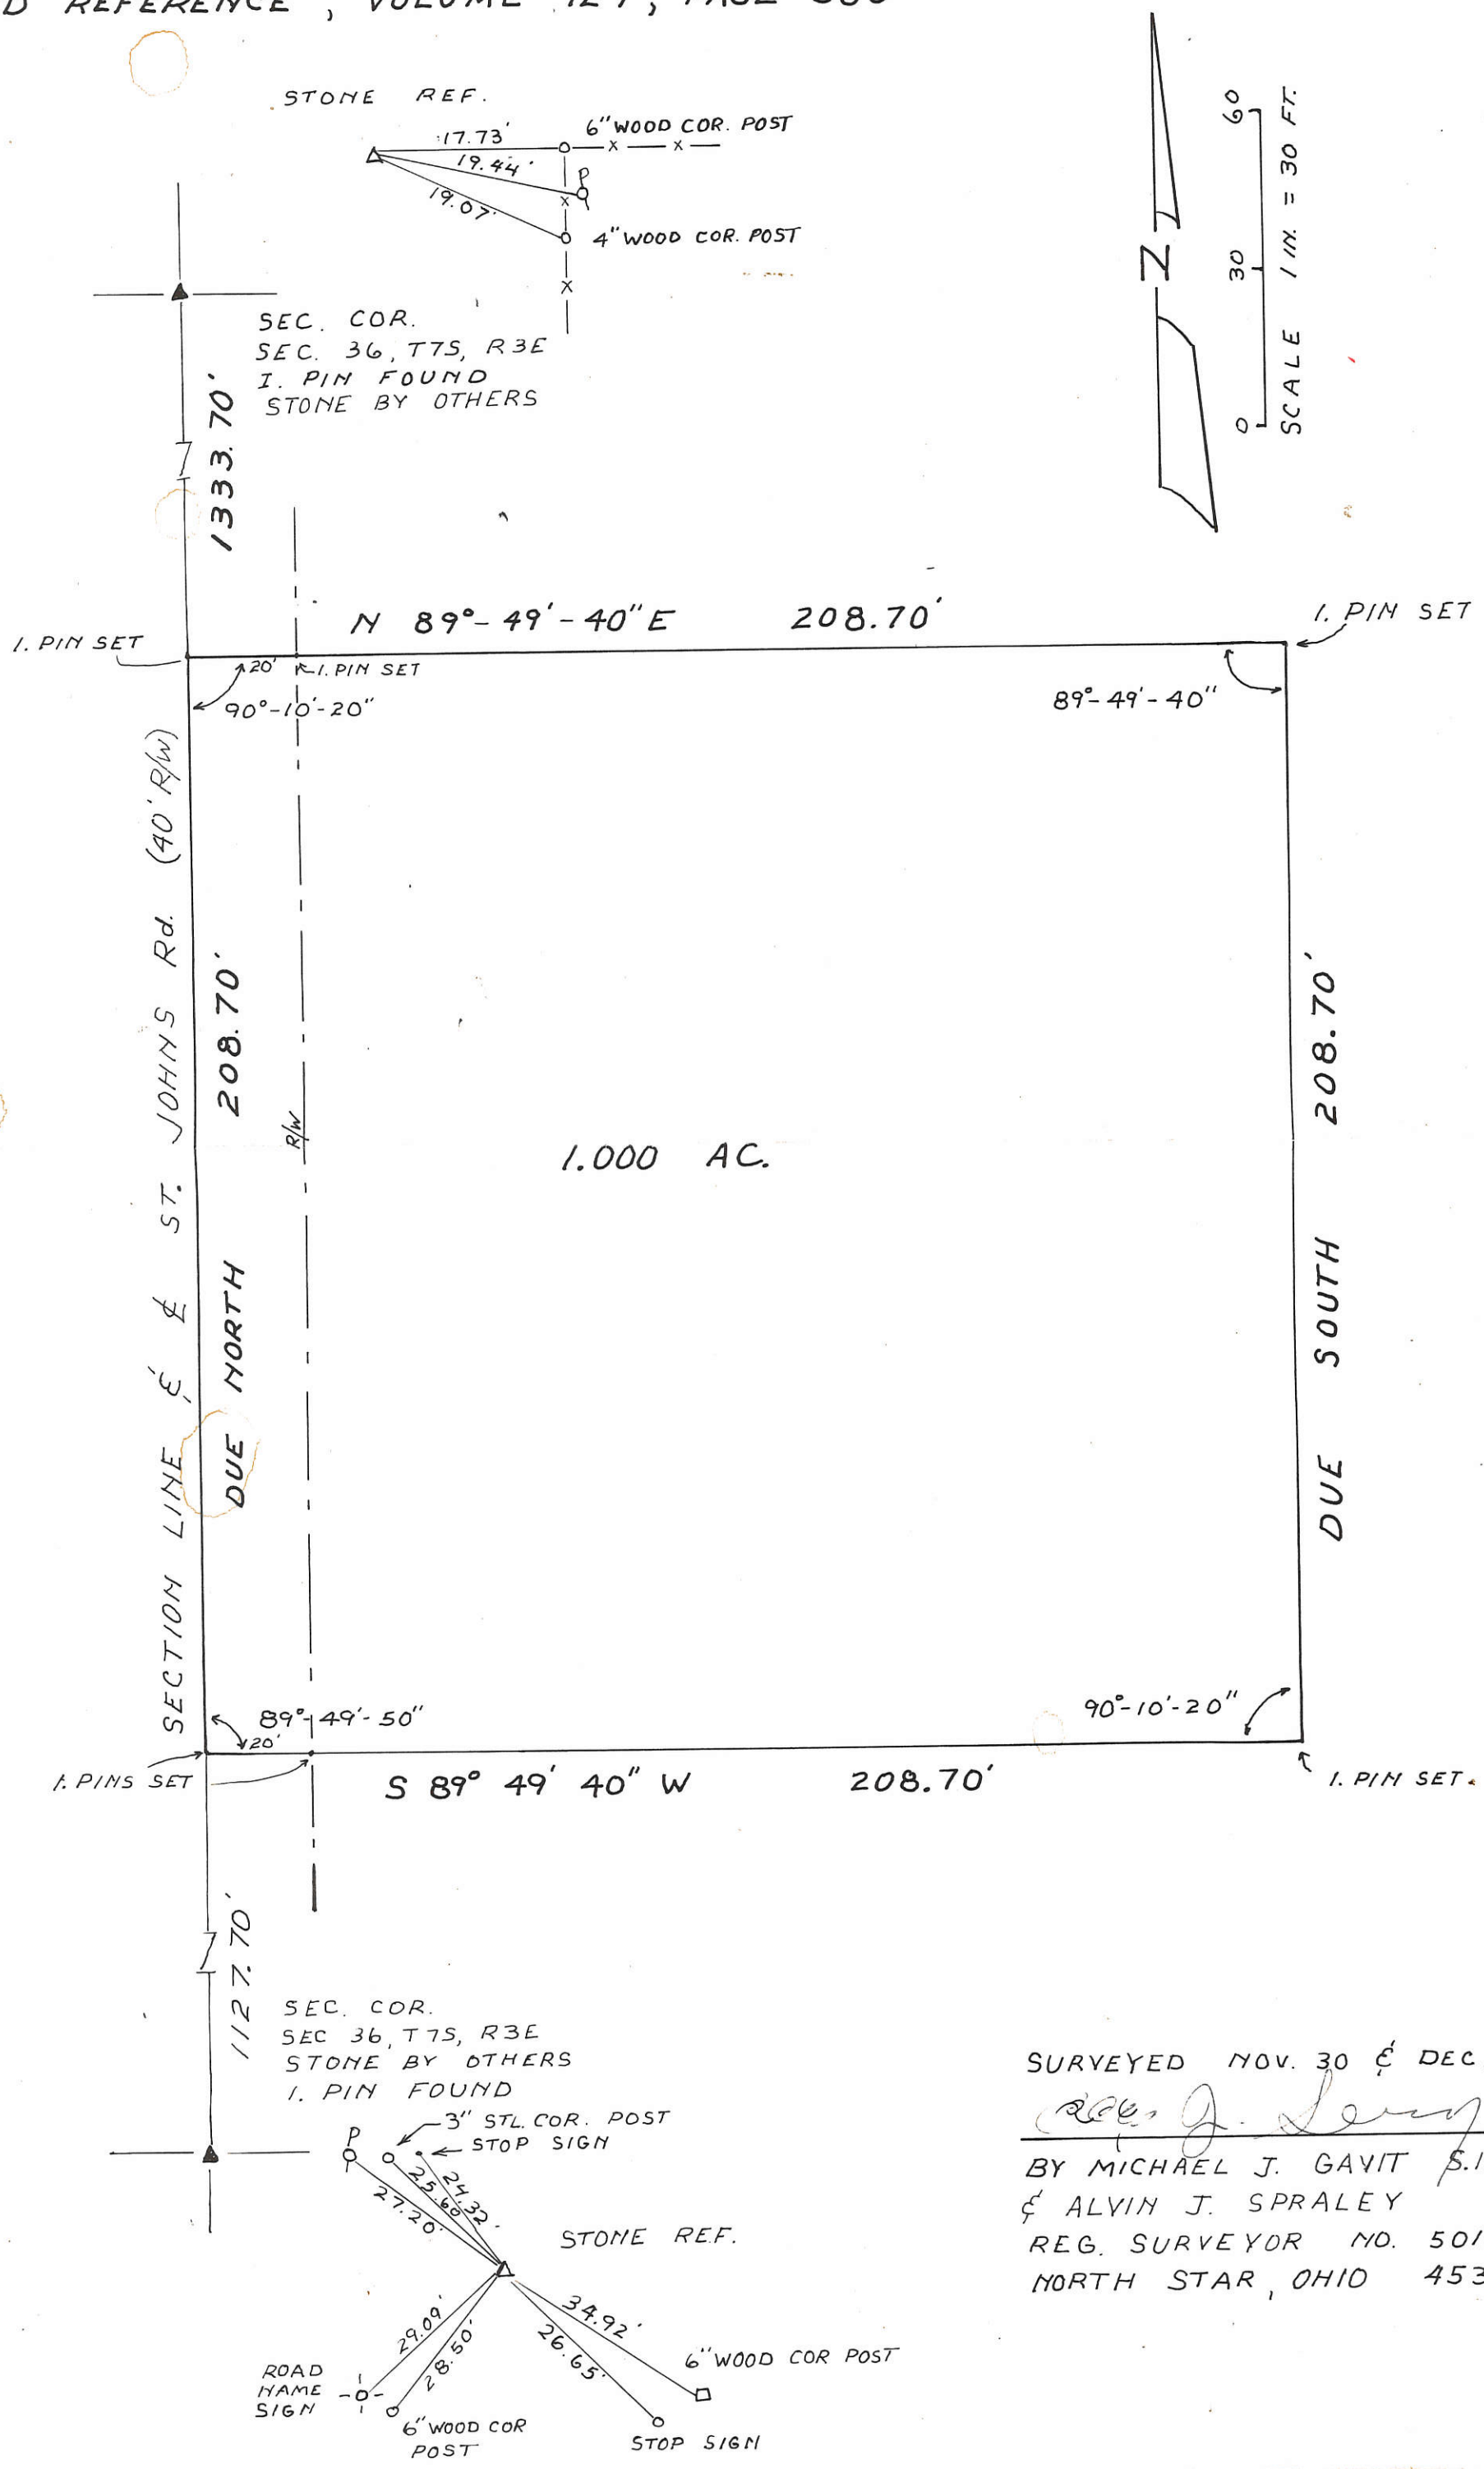 REFERENCE , VOLUME
STONE REF.
17.73'
6" WOOD COR. POST
19.44'
P
19.07'
4" WOOD COR. POST
SEC. COR.
SEC. 36, T7S, R3E
I. PIN FOUND
STONE BY OTHERS
N
60
30
0
SCALE 1 IN. = 30 FT.
1333.70'
N 89°-49'-40" E 208.70'
I. PIN SET
I. PIN SET
20' I. PIN SET
90°-10'-20"
89°-49'-40"
SECTION LINE & ℄ ST. JOHNS Rd. (40' R/W)
DUE NORTH 208.70'
R/W
1.000 AC.
DUE SOUTH 208.70'
89°-49'-50"
20'
90°-10'-20"
I. PINS SET
S 89° 49' 40" W 208.70'
I. PIN SET.
1127.70'
SEC. COR.
SEC 36, T7S, R3E
STONE BY OTHERS
I. PIN FOUND
3" STL. COR. POST
P
STOP SIGN
24.32'
25.60'
27.20'
STONE REF.
29.09'
28.50'
34.92'
26.65'
ROAD
NAME
SIGN
6" WOOD COR
POST
6" WOOD COR POST
STOP SIGN
SURVEYED NOV. 30 & DEC
BY MICHAEL J. GAVIT
& ALVIN J. SPRALEY
REG. SURVEYOR NO. 501
NORTH STAR, OHIO 453